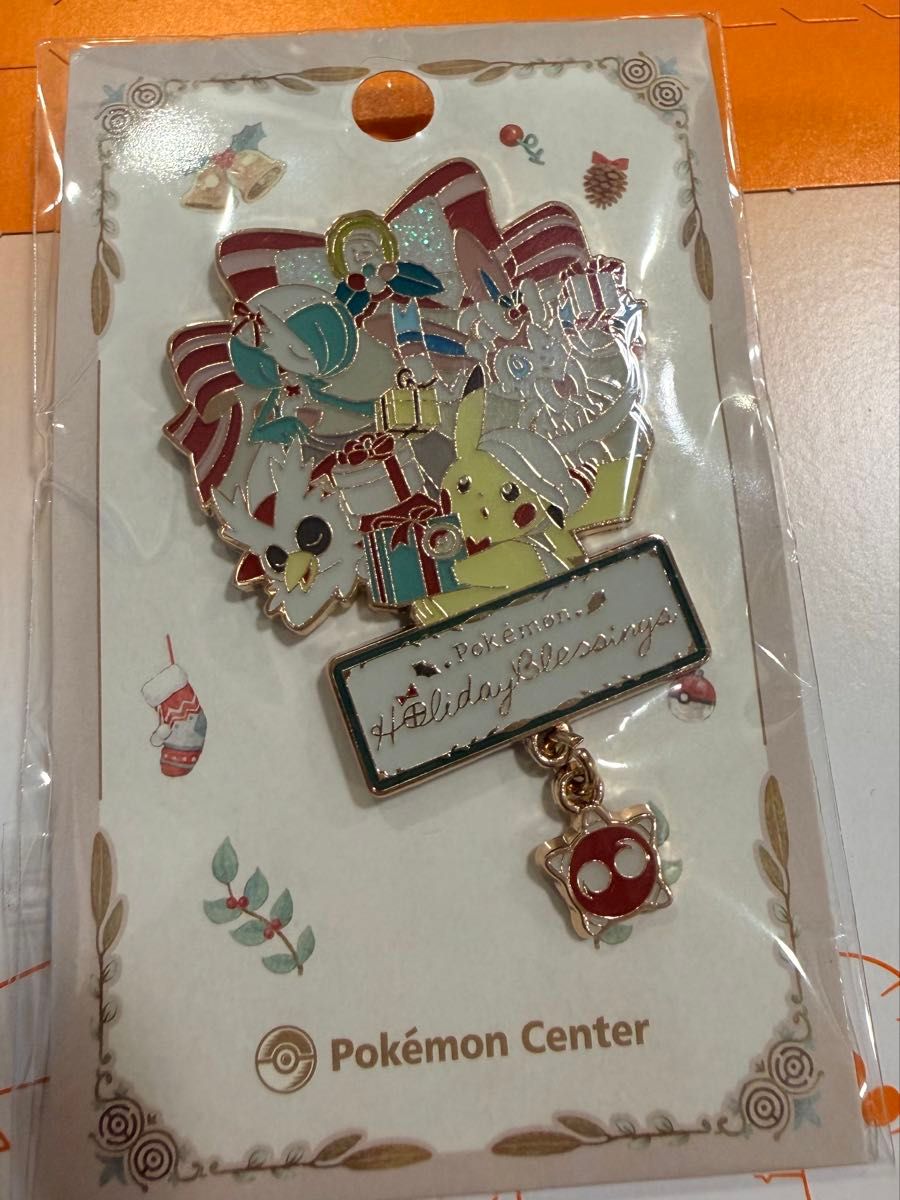 .Pokémon.
Holiday Blessings
Pokémon Center